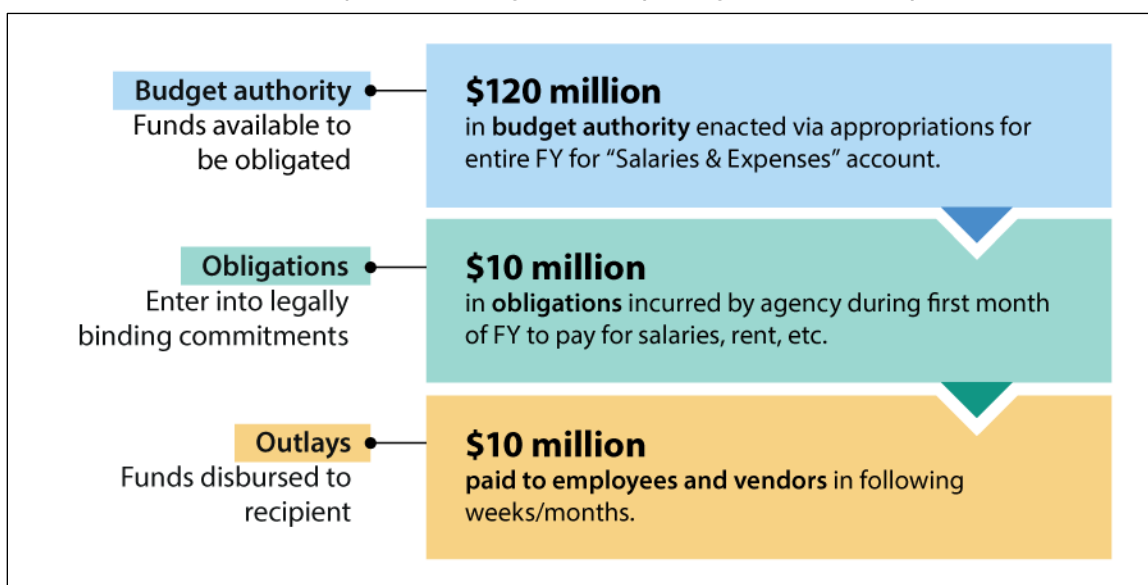 Budget authority
Funds available to
be obligated
$120 million
in budget authority enacted via appropriations for
entire FY for “Salaries & Expenses” account.
Obligations
Enter into legally
binding commitments
$10 million
in obligations incurred by agency during first month
of FY to pay for salaries, rent, etc.
Outlays
Funds disbursed to
recipient
$10 million
paid to employees and vendors in following
weeks/months.